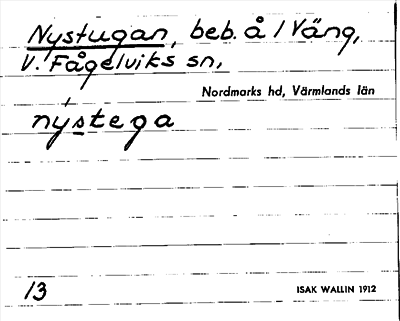 Nystugan, beb. å /Väng,
V. Fågelviks sn,
Nordmarks hd, Värmlands län
nýstega
13
ISAK WALLIN 1912